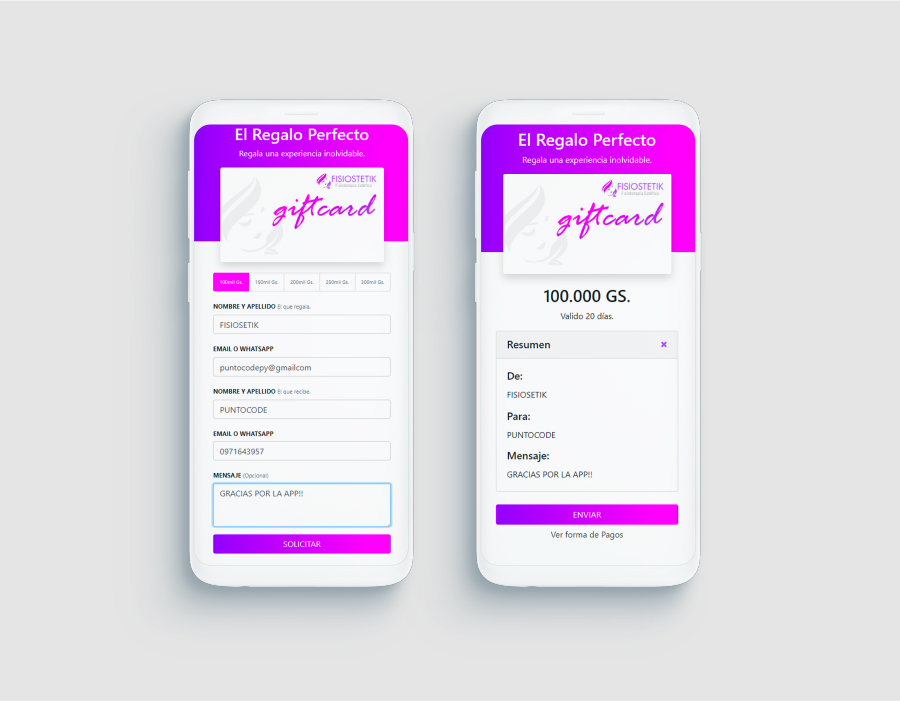 El Regalo Perfecto
Regala una experiencia inolvidable.
FISIOSTETIK
Fisioterapia Estética
giftcard
100mil Gs. 150mil Gs. 200mil Gs. 250mil Gs. 300mil Gs.
NOMBRE Y APELLIDO El que regala.
FISIOSETIK
EMAIL O WHATSAPP
puntocodepy@gmailcom
NOMBRE Y APELLIDO El que recibe.
PUNTOCODE
EMAIL O WHATSAPP
0971643957
MENSAJE (Opcional)
GRACIAS POR LA APP!!
SOLICITAR
El Regalo Perfecto
Regala una experiencia inolvidable.
FISIOSTETIK
Fisioterapia Estética
giftcard
100.000 GS.
Valido 20 días.
Resumen
De:
FISIOSETIK
Para:
PUNTOCODE
Mensaje:
GRACIAS POR LA APP!!
ENVIAR
Ver forma de Pagos